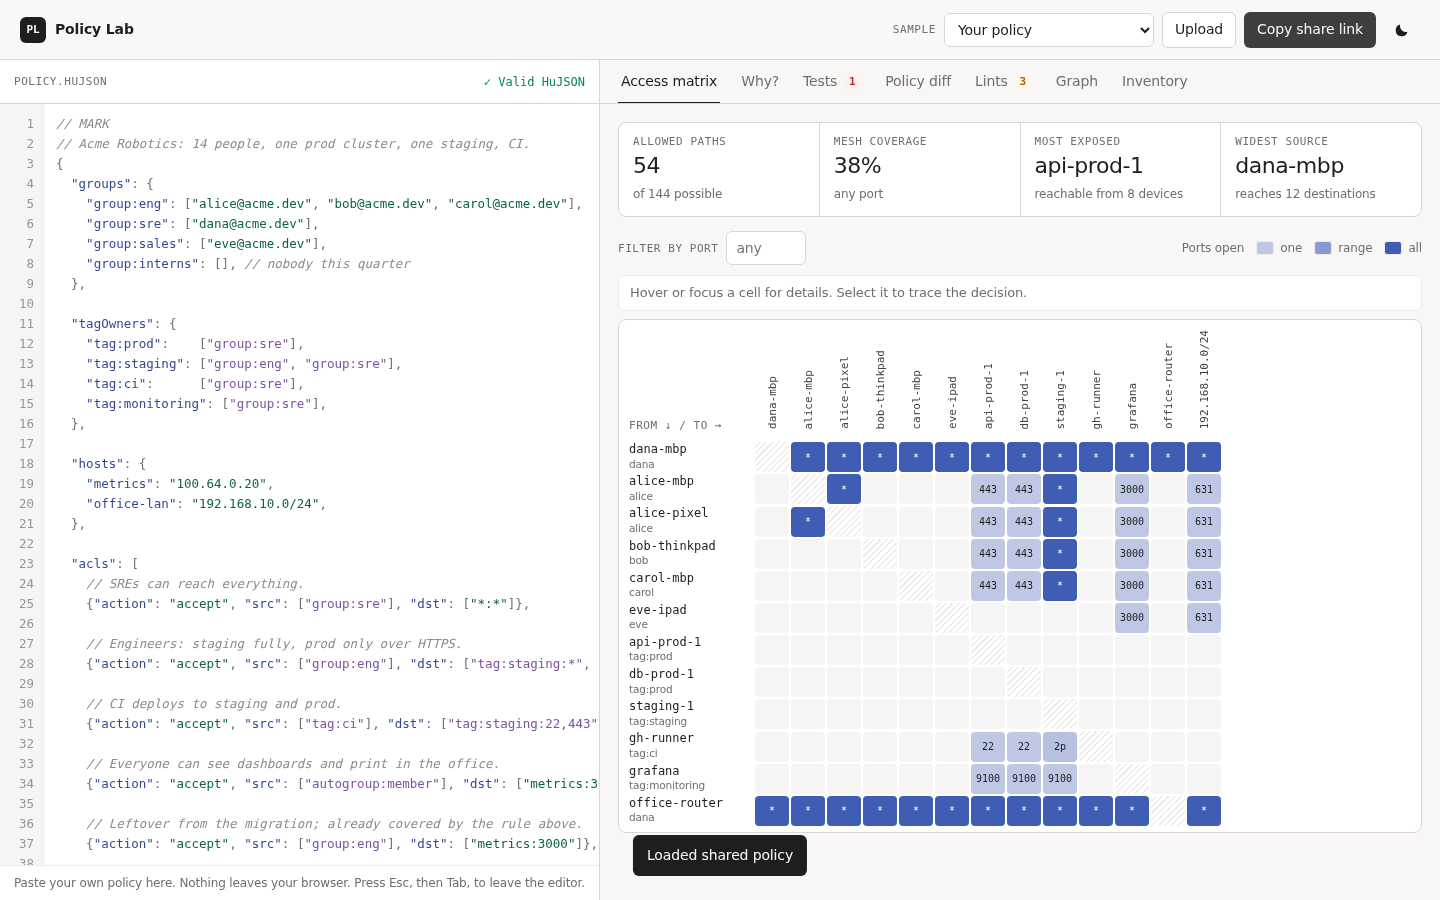 PL Policy Lab
SAMPLE Your policy Upload Copy share link
POLICY.HUJSON ✓ Valid HuJSON
1 // MARK
2 // Acme Robotics: 14 people, one prod cluster, one staging, CI.
3 {
4 "groups": {
5 "group:eng": ["alice@acme.dev", "bob@acme.dev", "carol@acme.dev"],
6 "group:sre": ["dana@acme.dev"],
7 "group:sales": ["eve@acme.dev"],
8 "group:interns": [], // nobody this quarter
9 },
10
11 "tagOwners": {
12 "tag:prod": ["group:sre"],
13 "tag:staging": ["group:eng", "group:sre"],
14 "tag:ci": ["group:sre"],
15 "tag:monitoring": ["group:sre"],
16 },
17
18 "hosts": {
19 "metrics": "100.64.0.20",
20 "office-lan": "192.168.10.0/24",
21 },
22
23 "acls": [
24 // SREs can reach everything.
25 {"action": "accept", "src": ["group:sre"], "dst": ["*:*"]},
26
27 // Engineers: staging fully, prod only over HTTPS.
28 {"action": "accept", "src": ["group:eng"], "dst": ["tag:staging:*",
29
30 // CI deploys to staging and prod.
31 {"action": "accept", "src": ["tag:ci"], "dst": ["tag:staging:22,443"
32
33 // Everyone can see dashboards and print in the office.
34 {"action": "accept", "src": ["autogroup:member"], "dst": ["metrics:3
35
36 // Leftover from the migration; already covered by the rule above.
37 {"action": "accept", "src": ["group:eng"], "dst": ["metrics:3000"]},
38
Paste your own policy here. Nothing leaves your browser. Press Esc, then Tab, to leave the editor.
Access matrix Why? Tests 1 Policy diff Lints 3 Graph Inventory
ALLOWED PATHS
54
of 144 possible
MESH COVERAGE
38%
any port
MOST EXPOSED
api-prod-1
reachable from 8 devices
WIDEST SOURCE
dana-mbp
reaches 12 destinations
FILTER BY PORT any Ports open one range all
Hover or focus a cell for details. Select it to trace the decision.
FROM ↓ / TO → dana-mbp alice-mbp alice-pixel bob-thinkpad carol-mbp eve-ipad api-prod-1 db-prod-1 staging-1 gh-runner grafana office-router 192.168.10.0/24
dana-mbp * * * * * * * * * * * *
dana
alice-mbp * 443 443 * 3000 631
alice
alice-pixel * 443 443 * 3000 631
alice
bob-thinkpad 443 443 * 3000 631
bob
carol-mbp 443 443 * 3000 631
carol
eve-ipad 3000 631
eve
api-prod-1
tag:prod
db-prod-1
tag:prod
staging-1
tag:staging
gh-runner 22 22 2p
tag:ci
grafana 9100 9100 9100
tag:monitoring
office-router * * * * * * * * * * * *
dana
Loaded shared policy